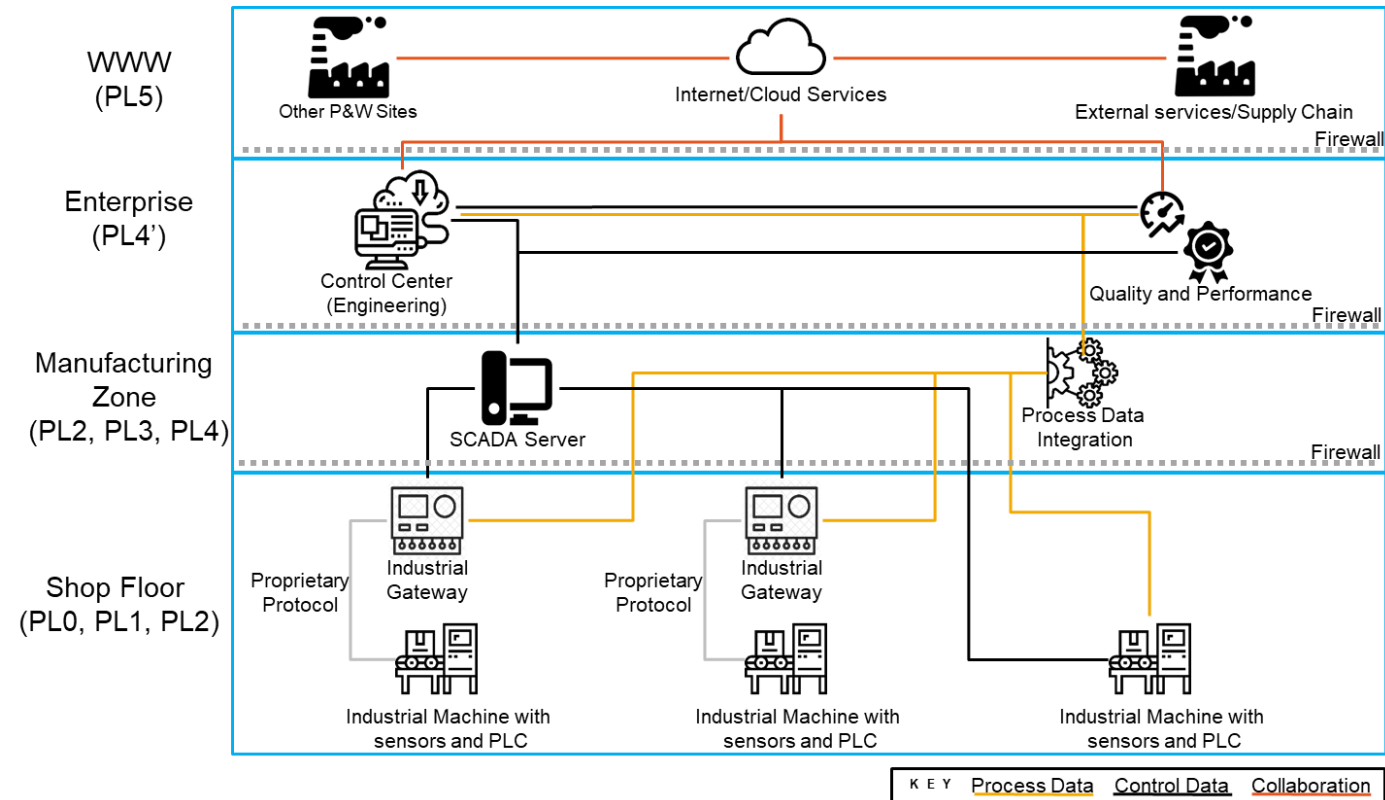 WWW
(PL5)
Other P&W Sites
Internet/Cloud Services
External services/Supply Chain
Firewall
Enterprise
(PL4’)
Control Center
(Engineering)
Quality and Performance
Firewall
Manufacturing
Zone
(PL2, PL3, PL4)
SCADA Server
Process Data
Integration
Firewall
Shop Floor
(PL0, PL1, PL2)
Proprietary
Protocol
Industrial
Gateway
Proprietary
Protocol
Industrial
Gateway
Industrial Machine with
sensors and PLC
Industrial Machine with
sensors and PLC
Industrial Machine with
sensors and PLC
KEY Process Data Control Data Collaboration